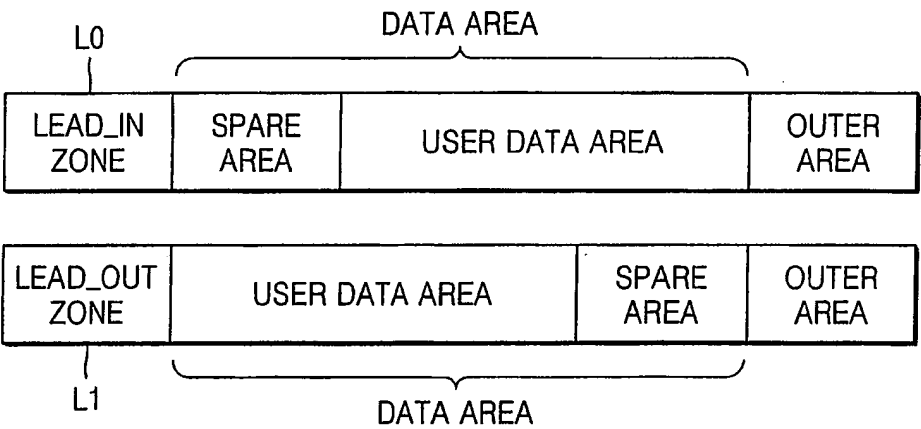 DATA AREA
L0
LEAD_IN
ZONE
SPARE
AREA
USER DATA AREA
OUTER
AREA
LEAD_OUT
ZONE
USER DATA AREA
SPARE
AREA
OUTER
AREA
L1
DATA AREA